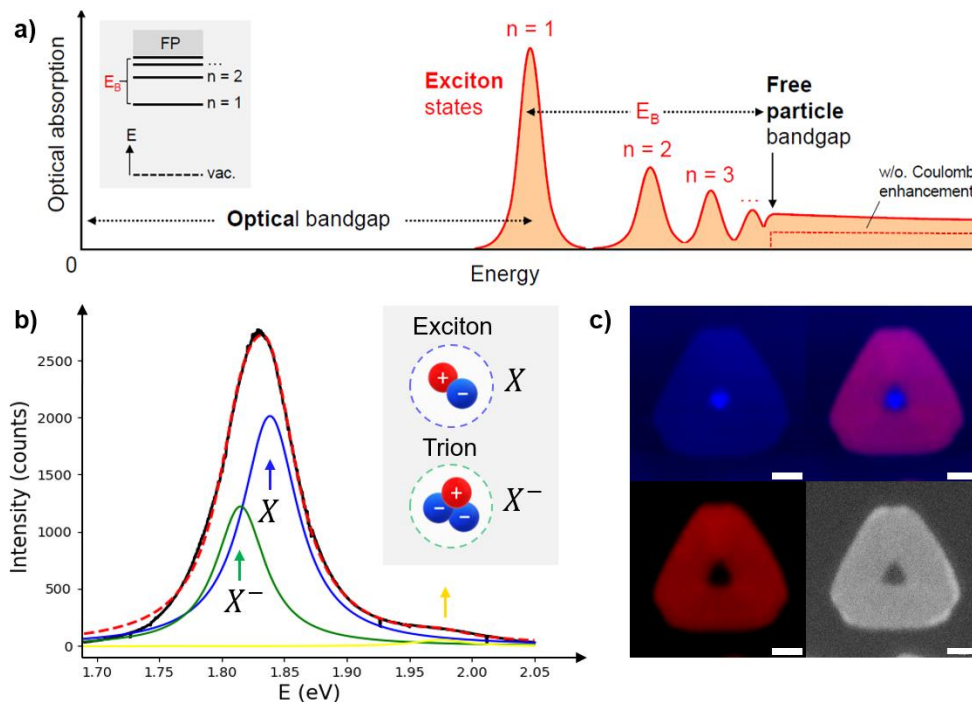 a)
Optical absorption
FP
E_B
...
n = 2
n = 1
E
vac.
n = 1
Exciton
states
E_B
Free
particle
bandgap
n = 2
n = 3
...
w/o. Coulomb
enhancement
Optical bandgap
0
Energy
b)
Intensity (counts)
2500
2000
1500
1000
500
0
Exciton
+
−
X
Trion
+
−
−
X⁻
X
X⁻
1.70
1.75
1.80
1.85
1.90
1.95
2.00
2.05
E (eV)
c)